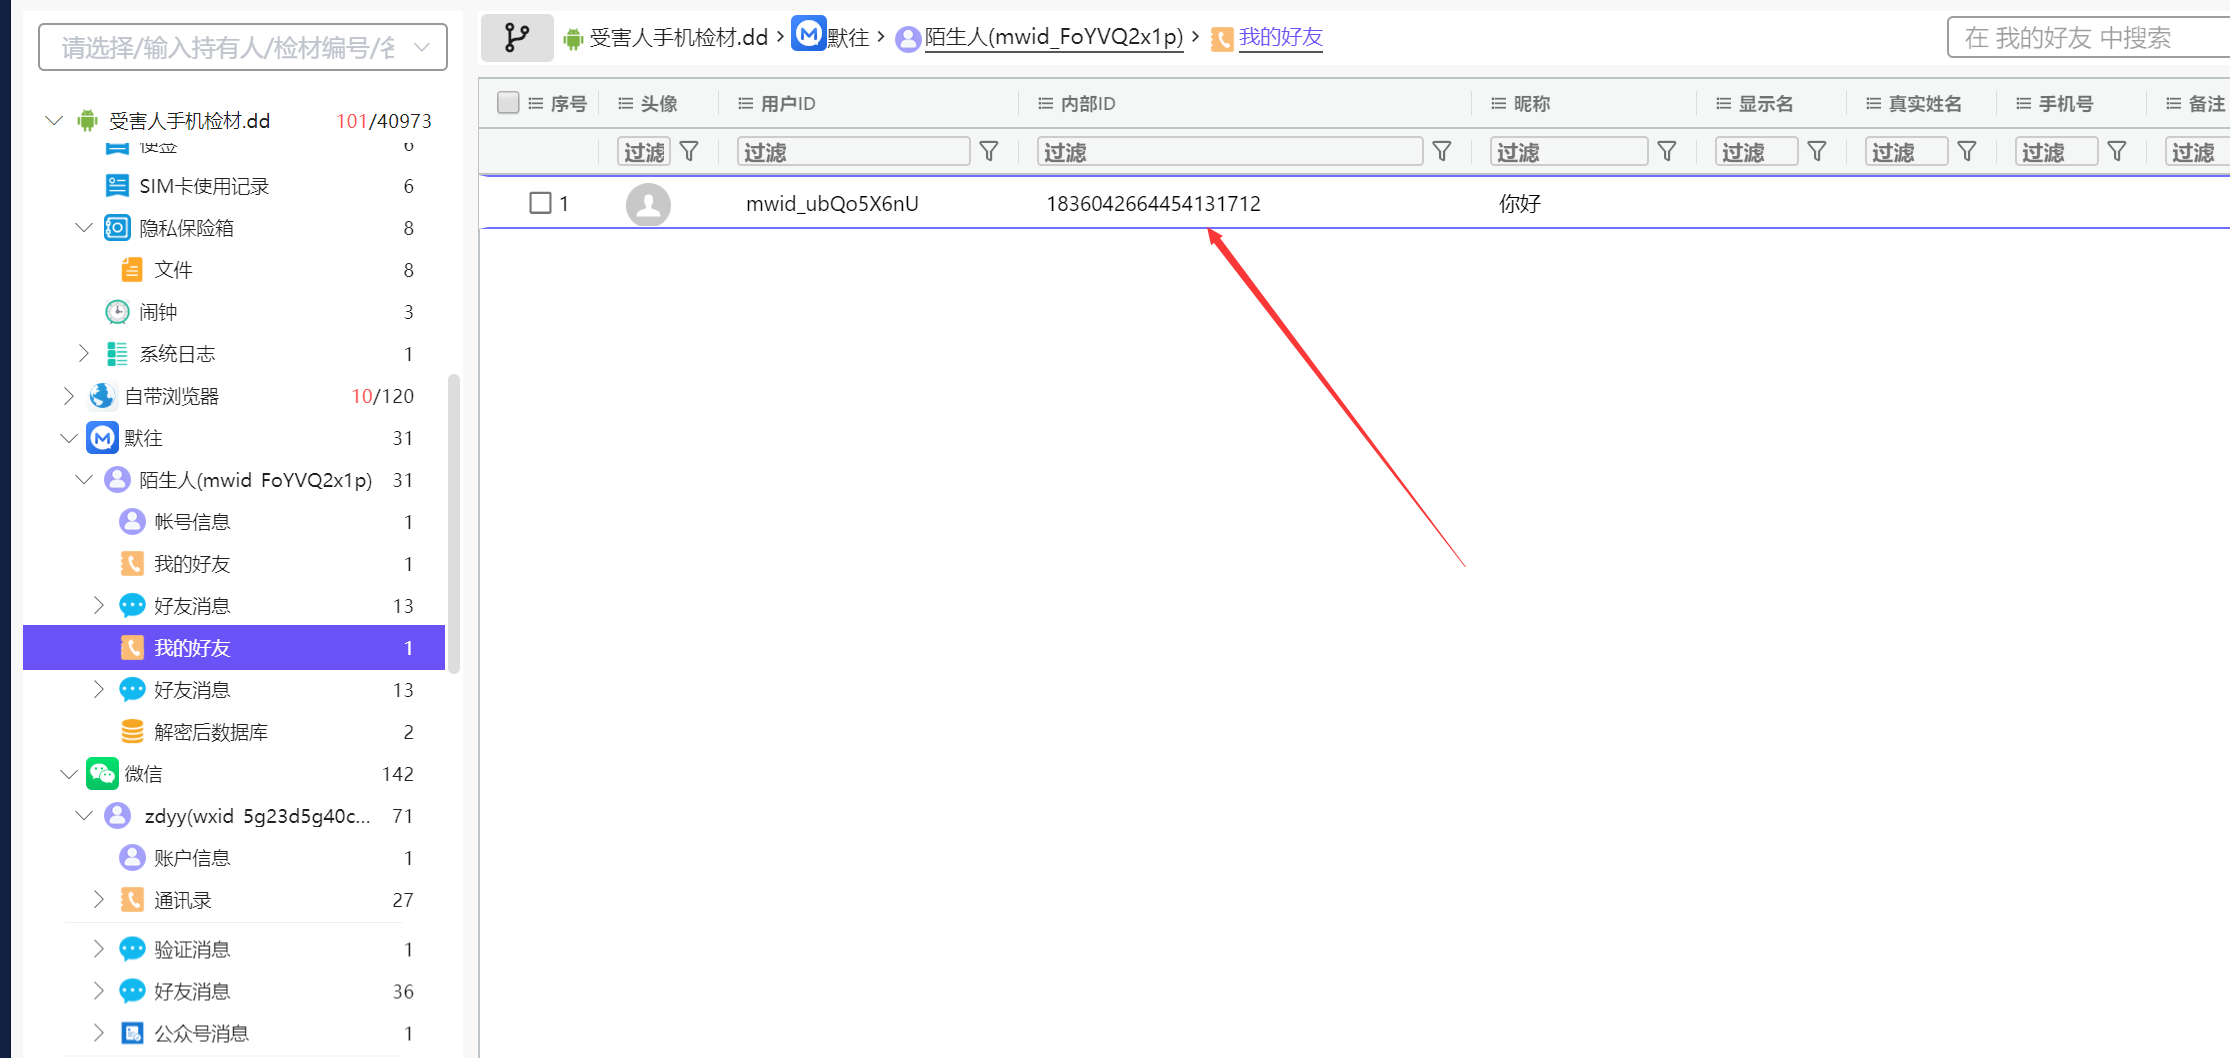 请选择/输入持有人/检材编号/名
受害人手机检材.dd 101/40973
便签 6
SIM卡使用记录 6
隐私保险箱 8
文件 8
闹钟 3
系统日志 1
自带浏览器 10/120
默往 31
陌生人(mwid_FoYVQ2x1p) 31
帐号信息 1
我的好友 1
好友消息 13
我的好友 1
好友消息 13
解密后数据库 2
微信 142
zdyy(wxid_5g23d5g40c... 71
账户信息 1
通讯录 27
验证消息 1
好友消息 36
公众号消息 1
受害人手机检材.dd > 默往 > 陌生人(mwid_FoYVQ2x1p) > 我的好友
在 我的好友 中搜索
序号 头像 用户ID 内部ID 昵称 显示名 真实姓名 手机号 备注
过滤 过滤 过滤 过滤 过滤 过滤 过滤 过滤
1 mwid_ubQo5X6nU 1836042664454131712 你好